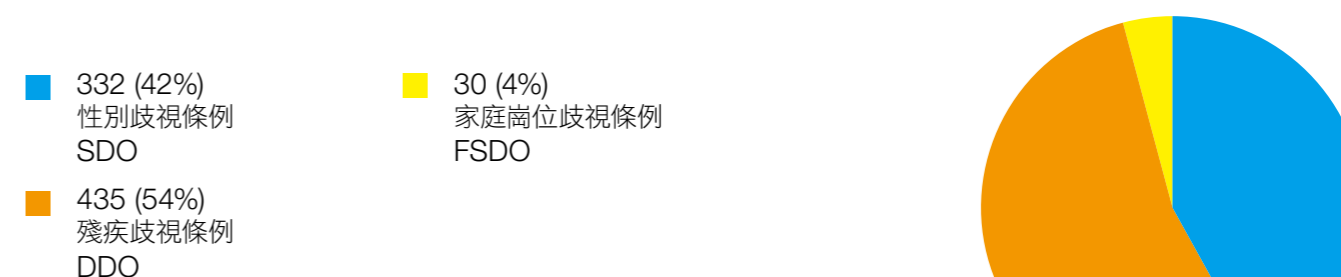 332 (42%)
性別歧視條例
SDO
435 (54%)
殘疾歧視條例
DDO
30 (4%)
家庭崗位歧視條例
FSDO